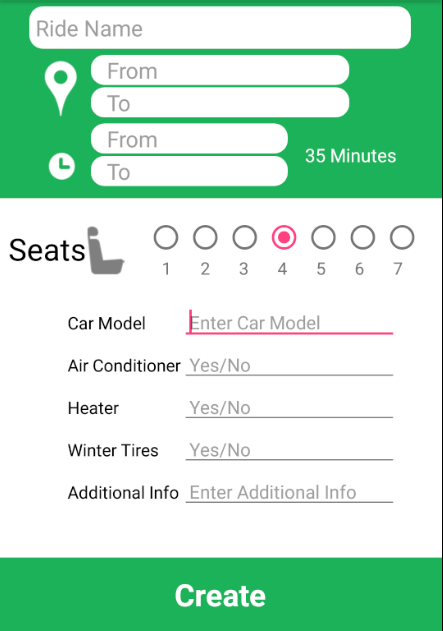 Ride Name
From
To
From
To
35 Minutes
Seats
1 2 3 4 5 6 7
Car Model Enter Car Model
Air Conditioner Yes/No
Heater Yes/No
Winter Tires Yes/No
Additional Info Enter Additional Info
Create